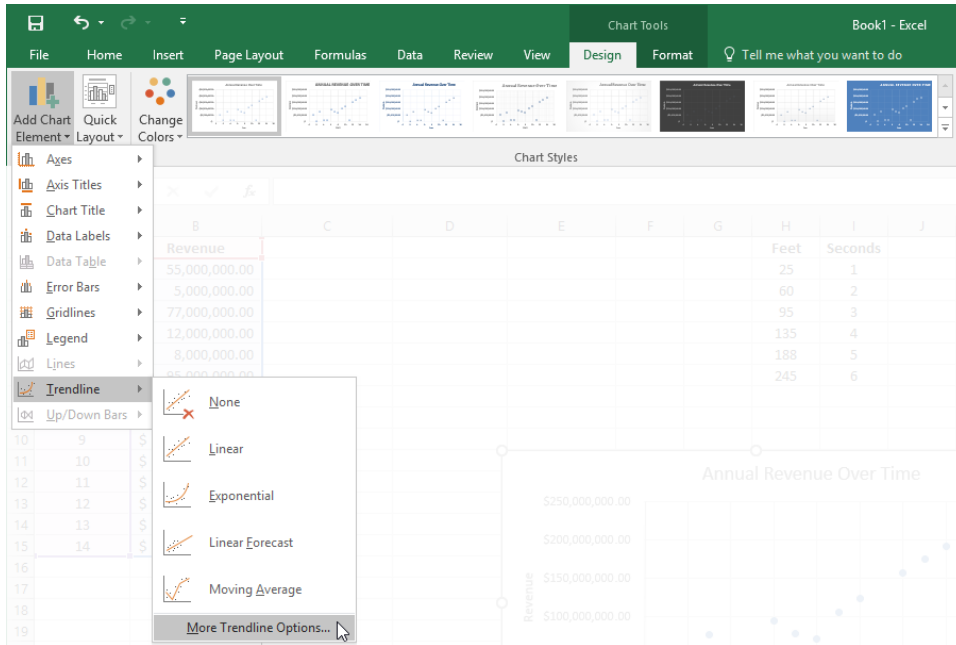 Chart Tools Book1 - Excel
File Home Insert Page Layout Formulas Data Review View Design Format Tell me what you want to do
Add Chart Element Quick Layout Change Colors
Chart Styles
Axes
Axis Titles
Chart Title
Data Labels
Data Table
Error Bars
Gridlines
Legend
Lines
Trendline
Up/Down Bars
None
Linear
Exponential
Linear Forecast
Moving Average
More Trendline Options...
fx
B C D E F G H I J
Revenue Feet Seconds
55,000,000.00 25 1
5,000,000.00 60 2
77,000,000.00 95 3
12,000,000.00 135 4
8,000,000.00 188 5
95,000,000.00 245 6
10 9 $
11 10 $
12 11 $
13 12 $
14 13 $
15 14 $
16
17
18
19
Annual Revenue Over Time
$250,000,000.00
$200,000,000.00
$150,000,000.00
$100,000,000.00
Revenue